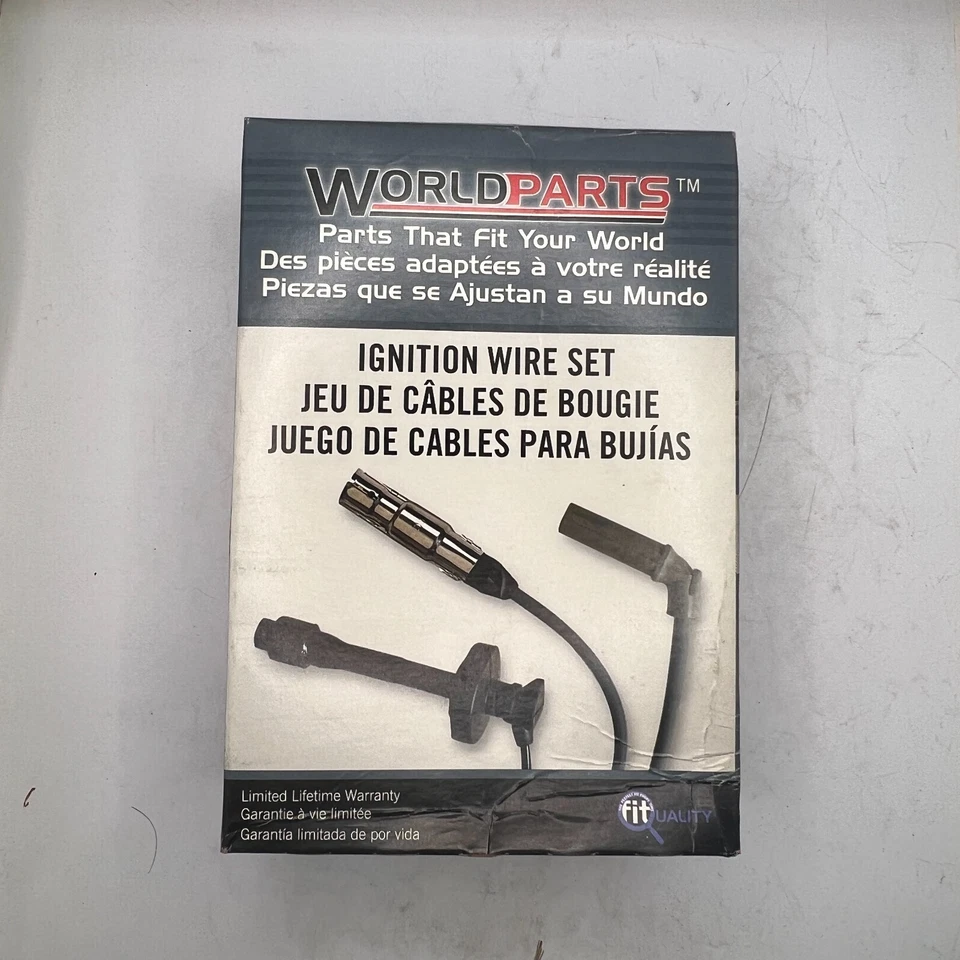 WORLDPARTS™
Parts That Fit Your World
Des pièces adaptées à votre réalité
Piezas que se Ajustan a su Mundo
IGNITION WIRE SET
JEU DE CÂBLES DE BOUGIE
JUEGO DE CABLES PARA BUJÍAS
Limited Lifetime Warranty
Garantie à vie limitée
Garantía limitada de por vida
fit QUALITY